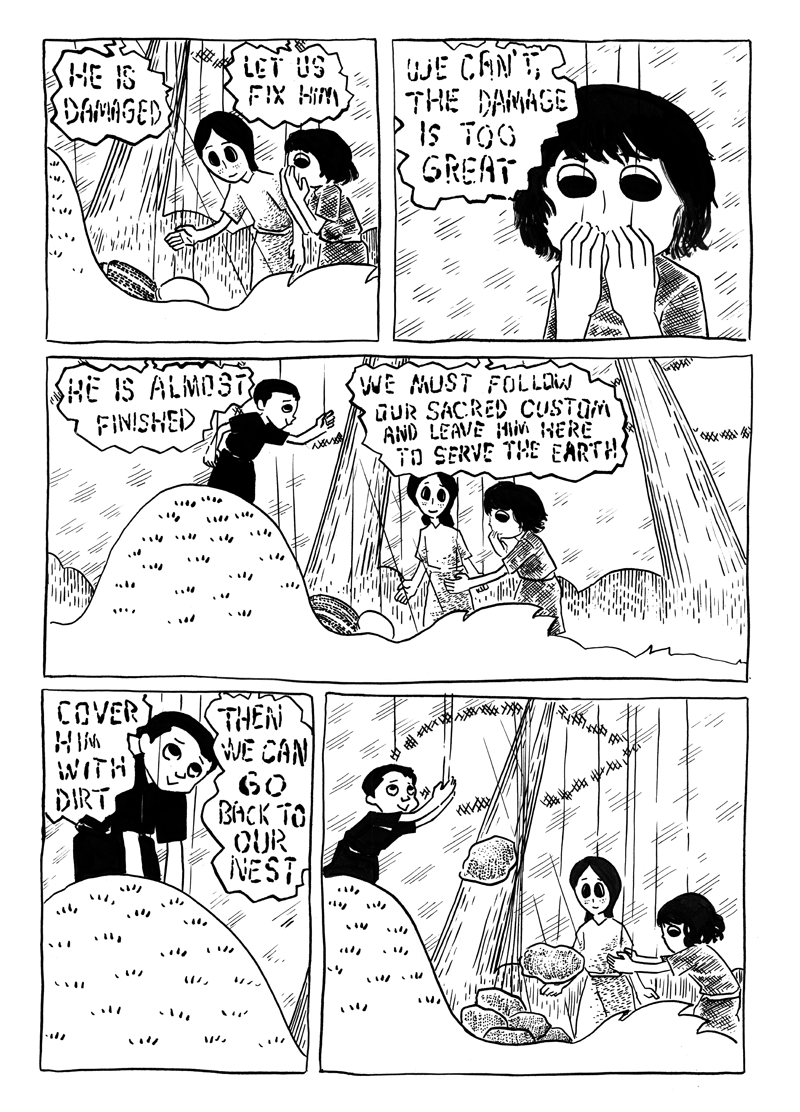 HE IS
DAMAGED
LET US
FIX HIM
WE CAN'T,
THE DAMAGE
IS TOO
GREAT
HE IS ALMOST
FINISHED
WE MUST FOLLOW
OUR SACRED CUSTOM
AND LEAVE HIM HERE
TO SERVE THE EARTH
COVER
HIM
WITH
DIRT
THEN
WE CAN
GO
BACK TO
OUR
NEST